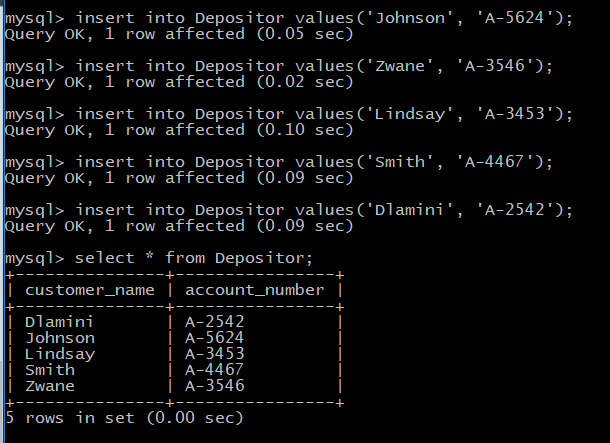 mysql> insert into Depositor values('Johnson', 'A-5624');
Query OK, 1 row affected (0.05 sec)
mysql> insert into Depositor values('Zwane', 'A-3546');
Query OK, 1 row affected (0.02 sec)
mysql> insert into Depositor values('Lindsay', 'A-3453');
Query OK, 1 row affected (0.10 sec)
mysql> insert into Depositor values('Smith', 'A-4467');
Query OK, 1 row affected (0.09 sec)
mysql> insert into Depositor values('Dlamini', 'A-2542');
Query OK, 1 row affected (0.09 sec)
mysql> select * from Depositor;
+---------------+----------------+
| customer_name | account_number |
+---------------+----------------+
| Dlamini       | A-2542         |
| Johnson       | A-5624         |
| Lindsay       | A-3453         |
| Smith         | A-4467         |
| Zwane         | A-3546         |
+---------------+----------------+
5 rows in set (0.00 sec)